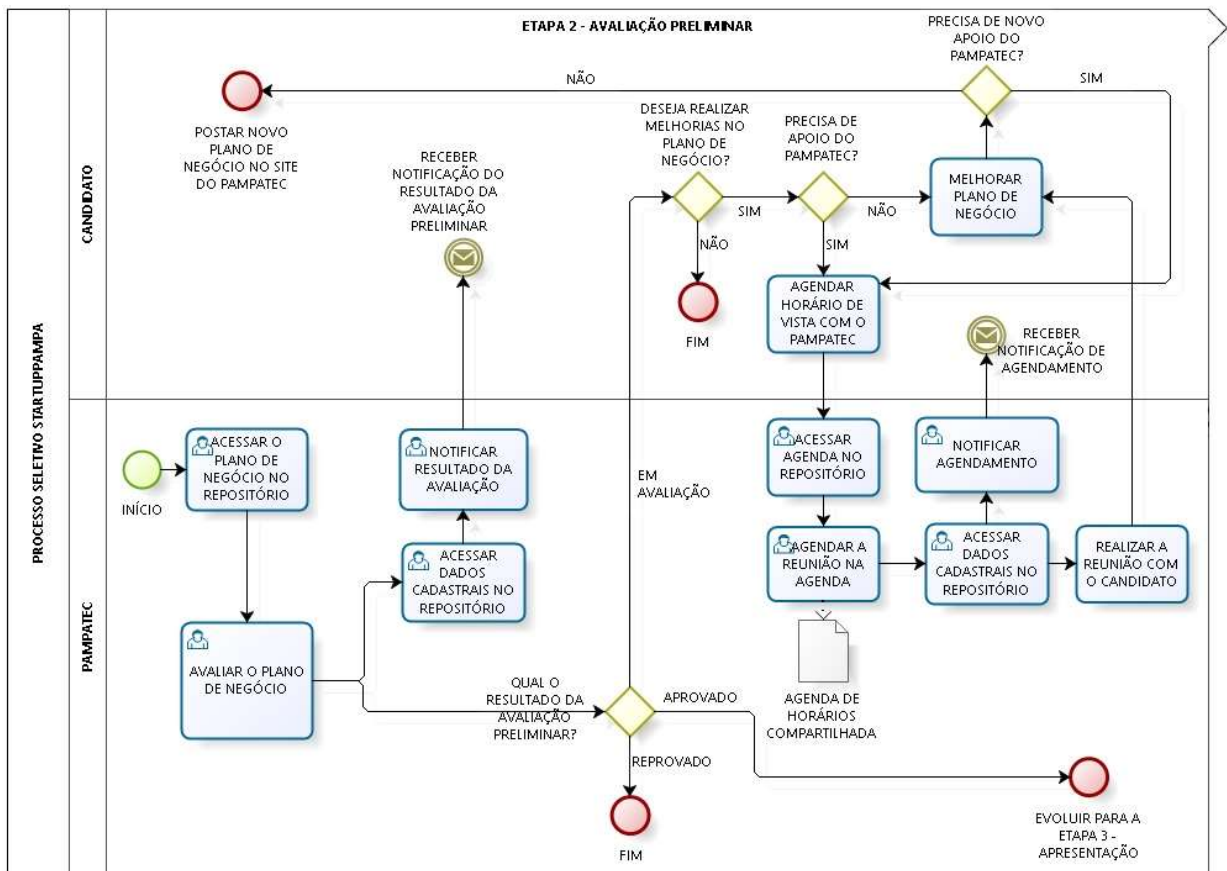 ETAPA 2 - AVALIAÇÃO PRELIMINAR
PROCESSO SELETIVO STARTUPPAMPA
CANDIDATO
PRECISA DE NOVO
APOIO DO
PAMPATEC?
NÃO
SIM
POSTAR NOVO
PLANO DE
NEGÓCIO NO SITE
DO PAMPATEC
RECEBER
NOTIFICAÇÃO DO
RESULTADO DA
AVALIAÇÃO
PRELIMINAR
DESEJA REALIZAR
MELHORIAS NO
PLANO DE
NEGÓCIO?
PRECISA DE
APOIO DO
PAMPATEC?
SIM
NÃO
MELHORAR
PLANO DE
NEGÓCIO
NÃO
SIM
FIM
AGENDAR
HORÁRIO DE
VISTA COM O
PAMPATEC
RECEBER
NOTIFICAÇÃO DE
AGENDAMENTO
PAMPATEC
INÍCIO
ACESSAR O
PLANO DE
NEGÓCIO NO
REPOSITÓRIO
NOTIFICAR
RESULTADO DA
AVALIAÇÃO
EM
AVALIAÇÃO
ACESSAR
AGENDA NO
REPOSITÓRIO
NOTIFICAR
AGENDAMENTO
ACESSAR
DADOS
CADASTRAIS NO
REPOSITÓRIO
AGENDAR A
REUNIÃO NA
AGENDA
ACESSAR
DADOS
CADASTRAIS NO
REPOSITÓRIO
REALIZAR A
REUNIÃO COM
O CANDIDATO
AVALIAR O PLANO
DE NEGÓCIO
QUAL O
RESULTADO DA
AVALIAÇÃO
PRELIMINAR?
APROVADO
AGENDA DE
HORÁRIOS
COMPARTILHADA
REPROVADO
FIM
EVOLUIR PARA A
ETAPA 3 -
APRESENTAÇÃO